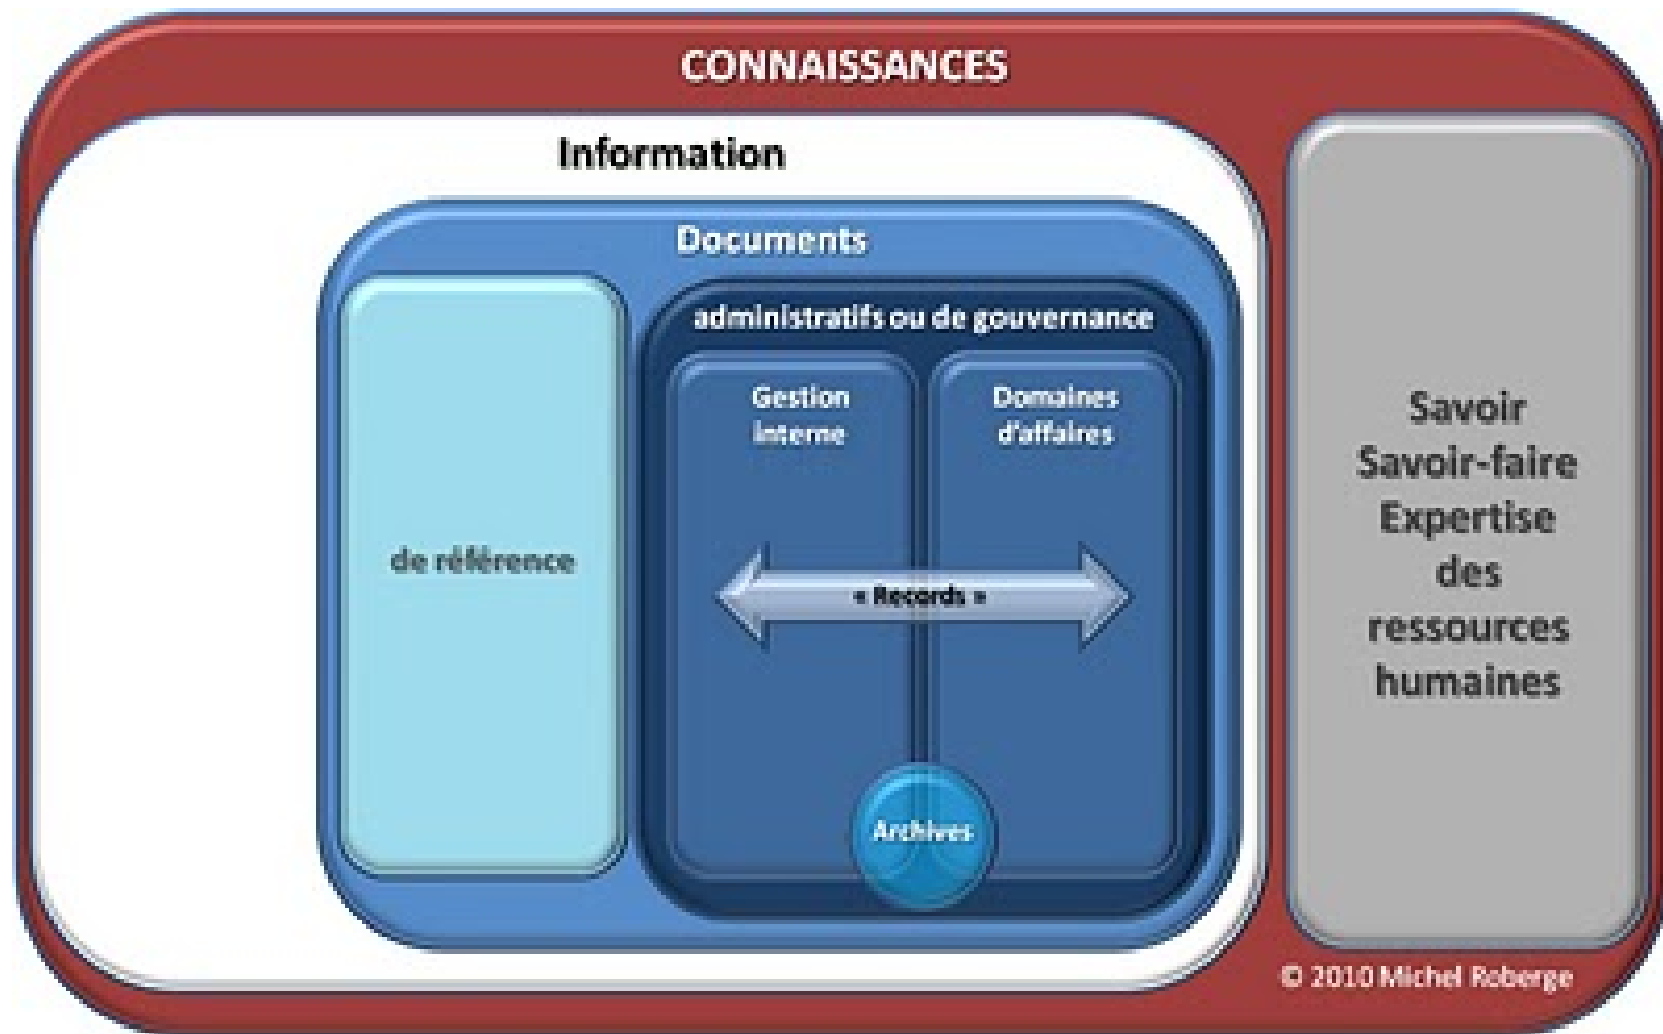 CONNAISSANCES
Information
Documents
de référence
administratifs ou de gouvernance
Gestion
interne
Domaines
d'affaires
« Records »
Archives
Savoir
Savoir-faire
Expertise
des
ressources
humaines
© 2010 Michel Roberge